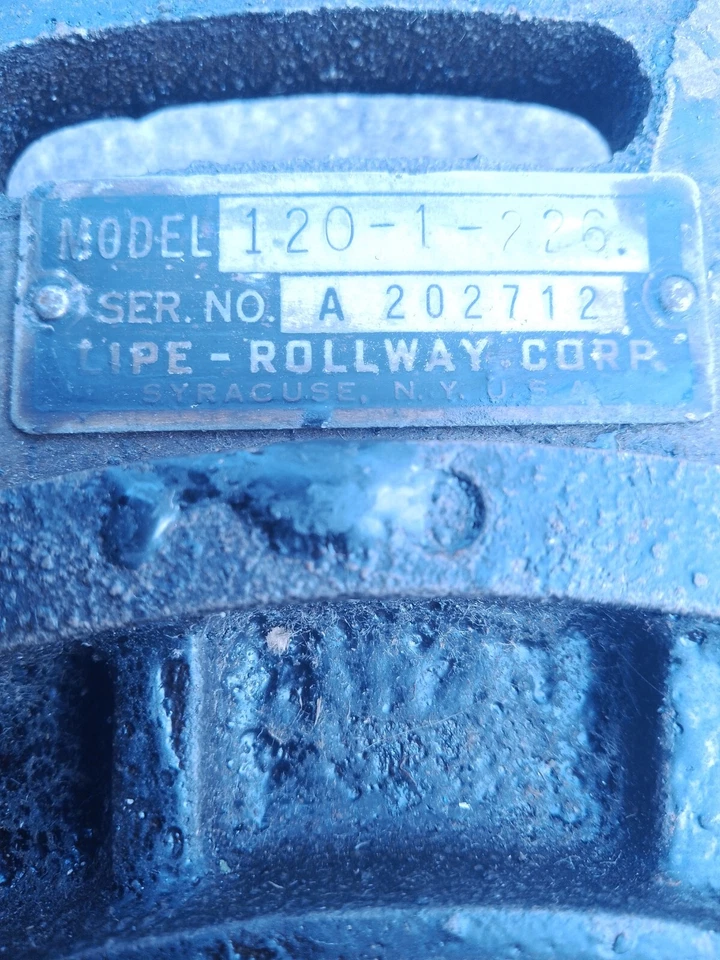 MODEL 120-1-226.
SER. NO. A 202712
LIPE-ROLLWAY CORP.
SYRACUSE, N.Y. U.S.A.